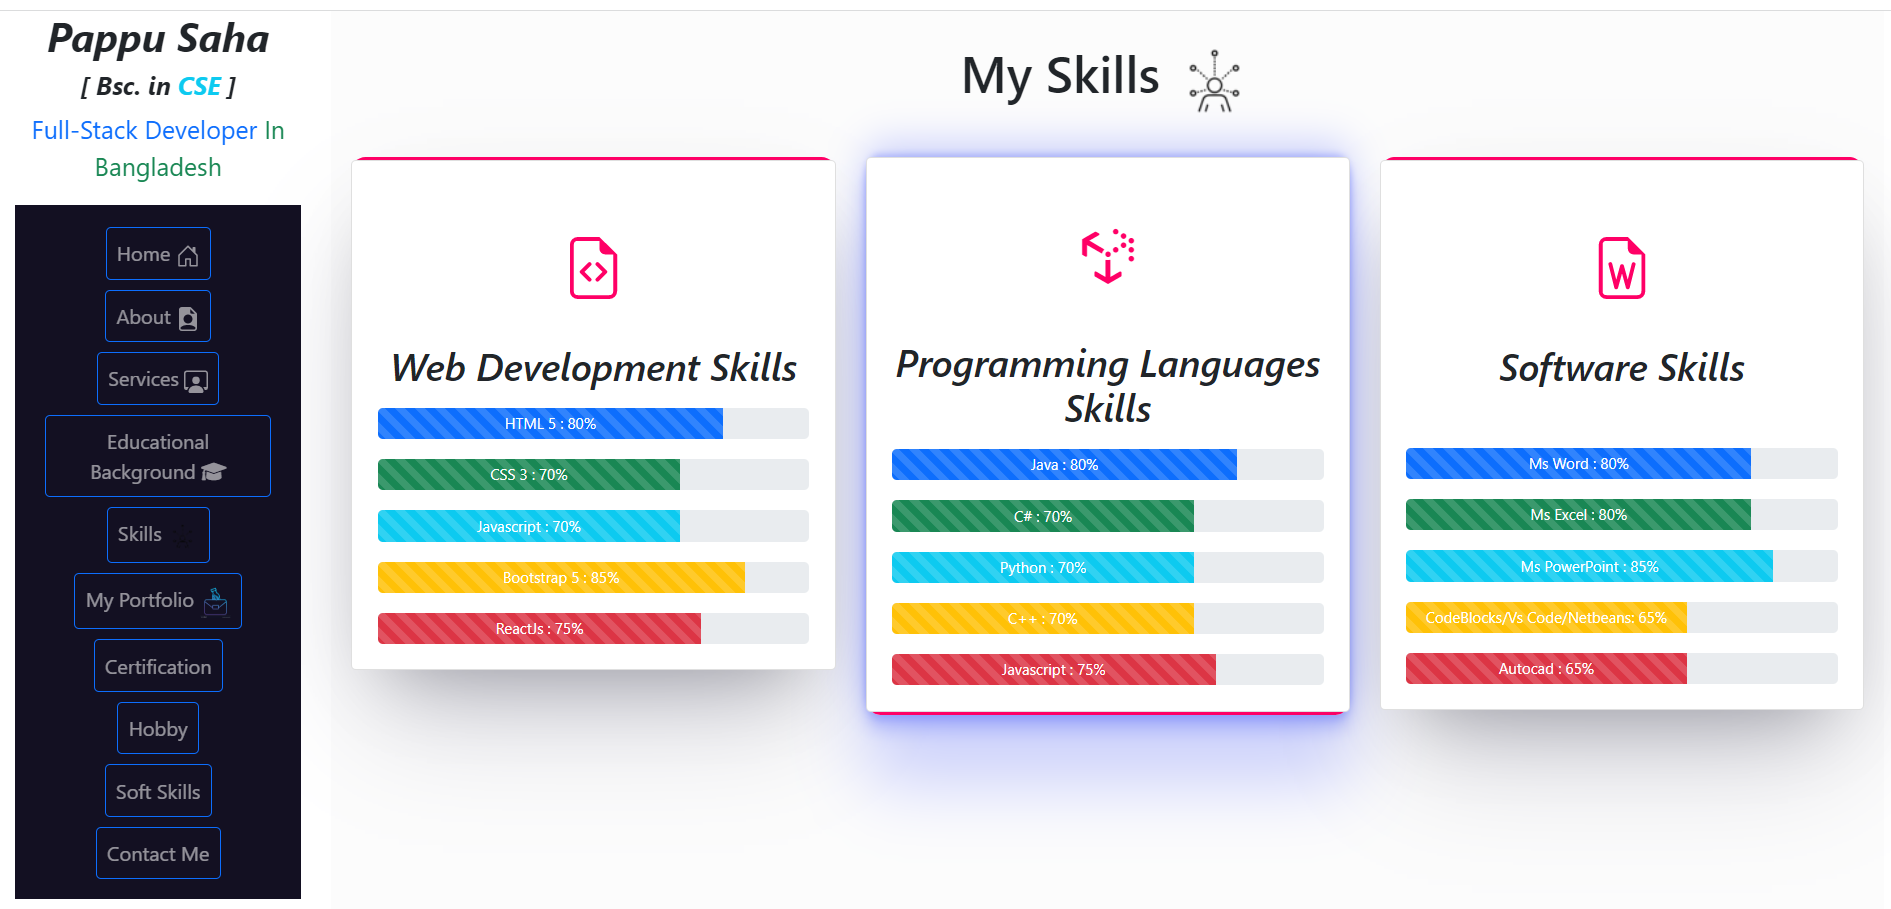 Pappu Saha
[ Bsc. in CSE ]
Full-Stack Developer In
Bangladesh
Home
About
Services
Educational
Background
Skills
My Portfolio
Certification
Hobby
Soft Skills
Contact Me
My Skills
Web Development Skills
HTML 5 : 80%
CSS 3 : 70%
Javascript : 70%
Bootstrap 5 : 85%
ReactJs : 75%
Programming Languages
Skills
Java : 80%
C# : 70%
Python : 70%
C++ : 70%
Javascript : 75%
W
Software Skills
Ms Word : 80%
Ms Excel : 80%
Ms PowerPoint : 85%
CodeBlocks/Vs Code/Netbeans: 65%
Autocad : 65%